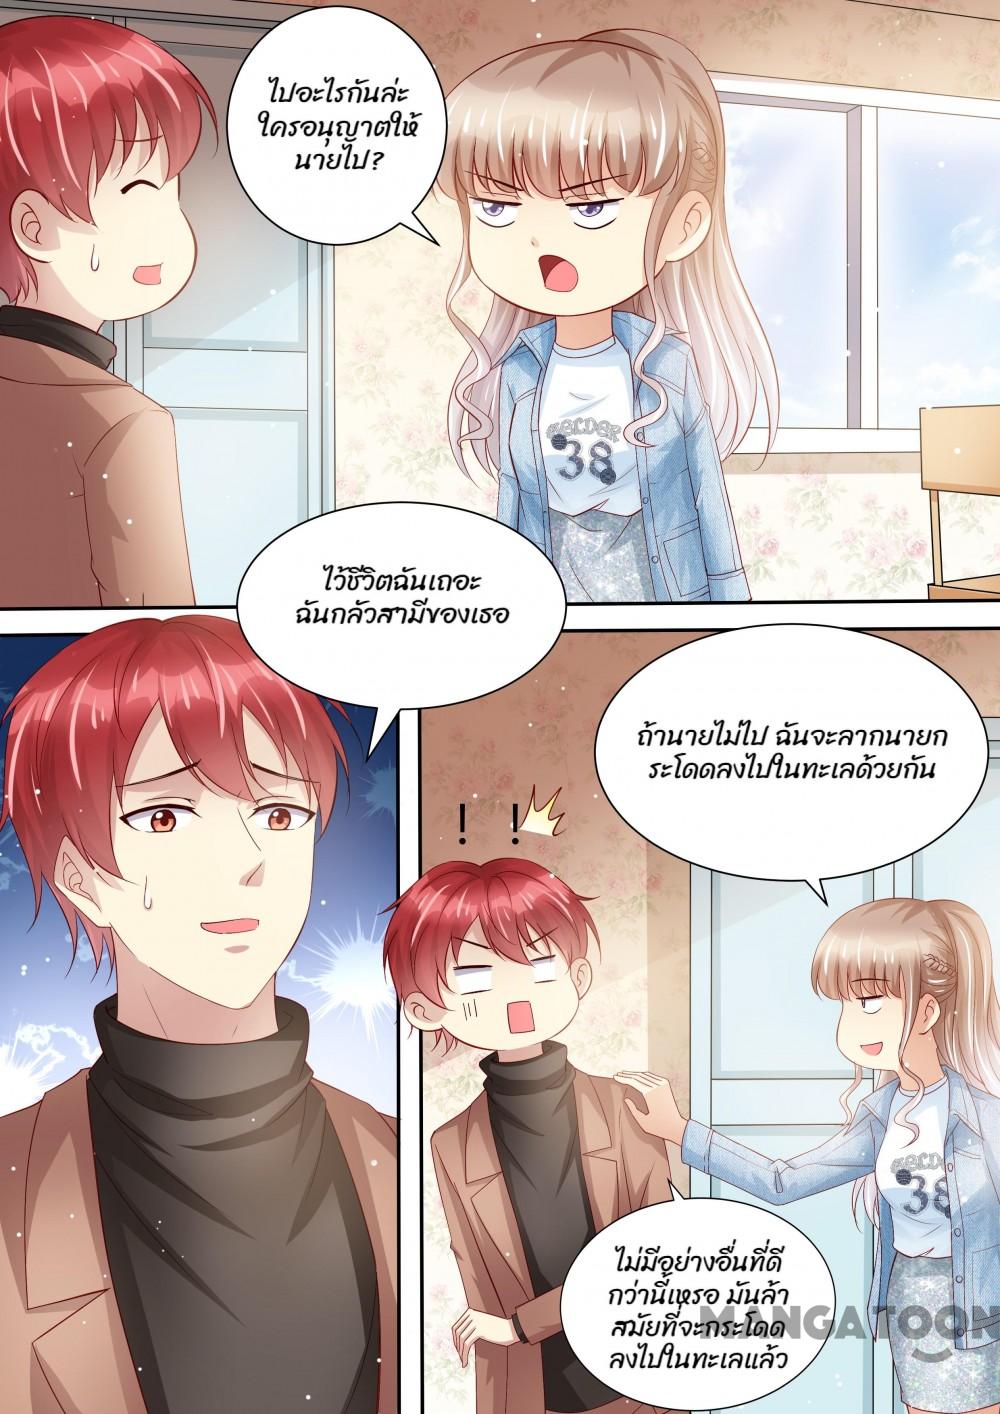 ไปอะไรกันล่ะ
ใครอนุญาตให้
นายไป?
GELDER
38
ไว้ชีวิตฉันเถอะ
ฉันกลัวสามีของเธอ
ถ้านายไม่ไป ฉันจะลากนายก
ระโดดลงไปในทะเลด้วยกัน
! !
38
ไม่มีอย่างอื่นที่ดี
กว่านี้เหรอ มันล้า
สมัยที่จะกระโดด
ลงไปในทะเลแล้ว
MANGATOON